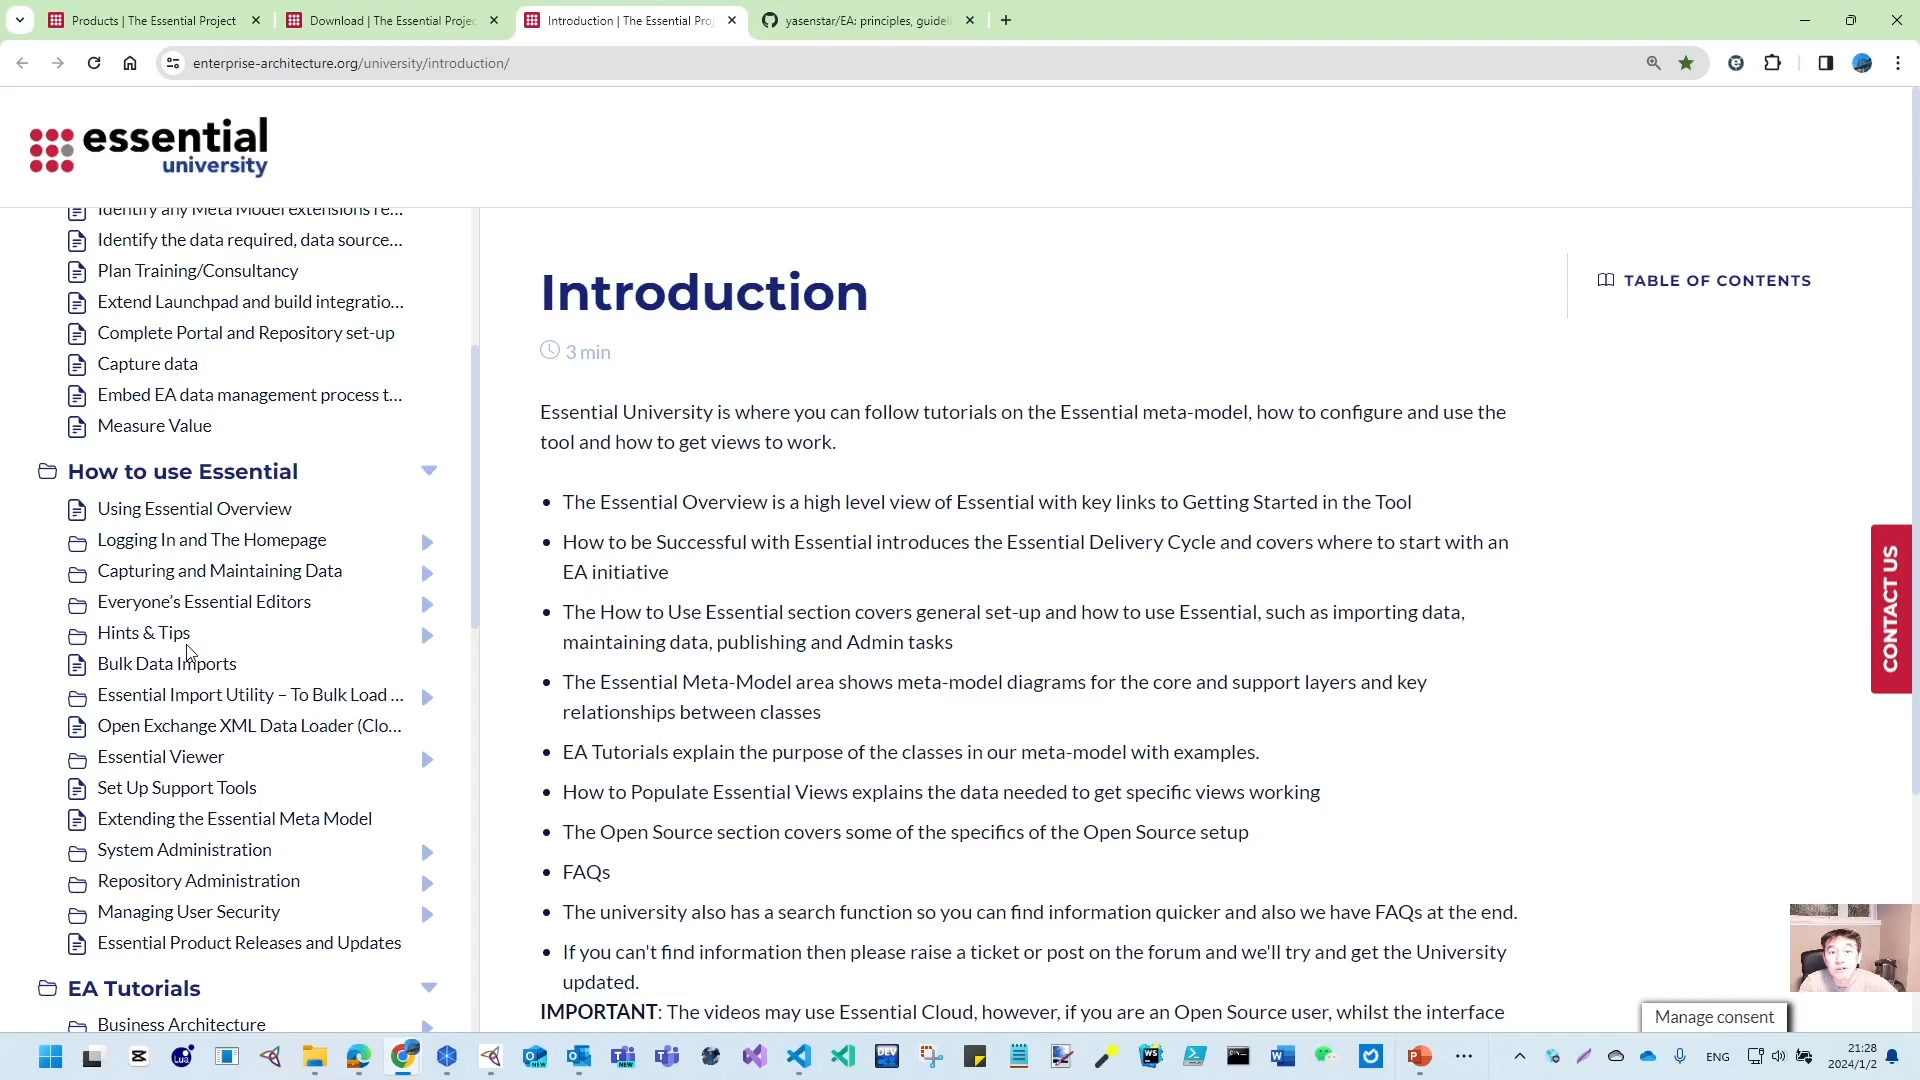 Products | The Essential Project
Download | The Essential Projec
Introduction | The Essential Proj
yasenstar/EA: principles, guideli
enterprise-architecture.org/university/introduction/
essential
university
Identify any Meta Model extensions re...
Identify the data required, data source...
Plan Training/Consultancy
Extend Launchpad and build integratio...
Complete Portal and Repository set-up
Capture data
Embed EA data management process t...
Measure Value
How to use Essential
Using Essential Overview
Logging In and The Homepage
Capturing and Maintaining Data
Everyone’s Essential Editors
Hints & Tips
Bulk Data Imports
Essential Import Utility – To Bulk Load ...
Open Exchange XML Data Loader (Clo...
Essential Viewer
Set Up Support Tools
Extending the Essential Meta Model
System Administration
Repository Administration
Managing User Security
Essential Product Releases and Updates
EA Tutorials
Business Architecture
Introduction
3 min
Essential University is where you can follow tutorials on the Essential meta-model, how to configure and use the
tool and how to get views to work.
• The Essential Overview is a high level view of Essential with key links to Getting Started in the Tool
• How to be Successful with Essential introduces the Essential Delivery Cycle and covers where to start with an
EA initiative
• The How to Use Essential section covers general set-up and how to use Essential, such as importing data,
maintaining data, publishing and Admin tasks
• The Essential Meta-Model area shows meta-model diagrams for the core and support layers and key
relationships between classes
• EA Tutorials explain the purpose of the classes in our meta-model with examples.
• How to Populate Essential Views explains the data needed to get specific views working
• The Open Source section covers some of the specifics of the Open Source setup
• FAQs
• The university also has a search function so you can find information quicker and also we have FAQs at the end.
• If you can't find information then please raise a ticket or post on the forum and we'll try and get the University
updated.
IMPORTANT: The videos may use Essential Cloud, however, if you are an Open Source user, whilst the interface
TABLE OF CONTENTS
CONTACT US
Manage consent
ENG
21:28
2024/1/2